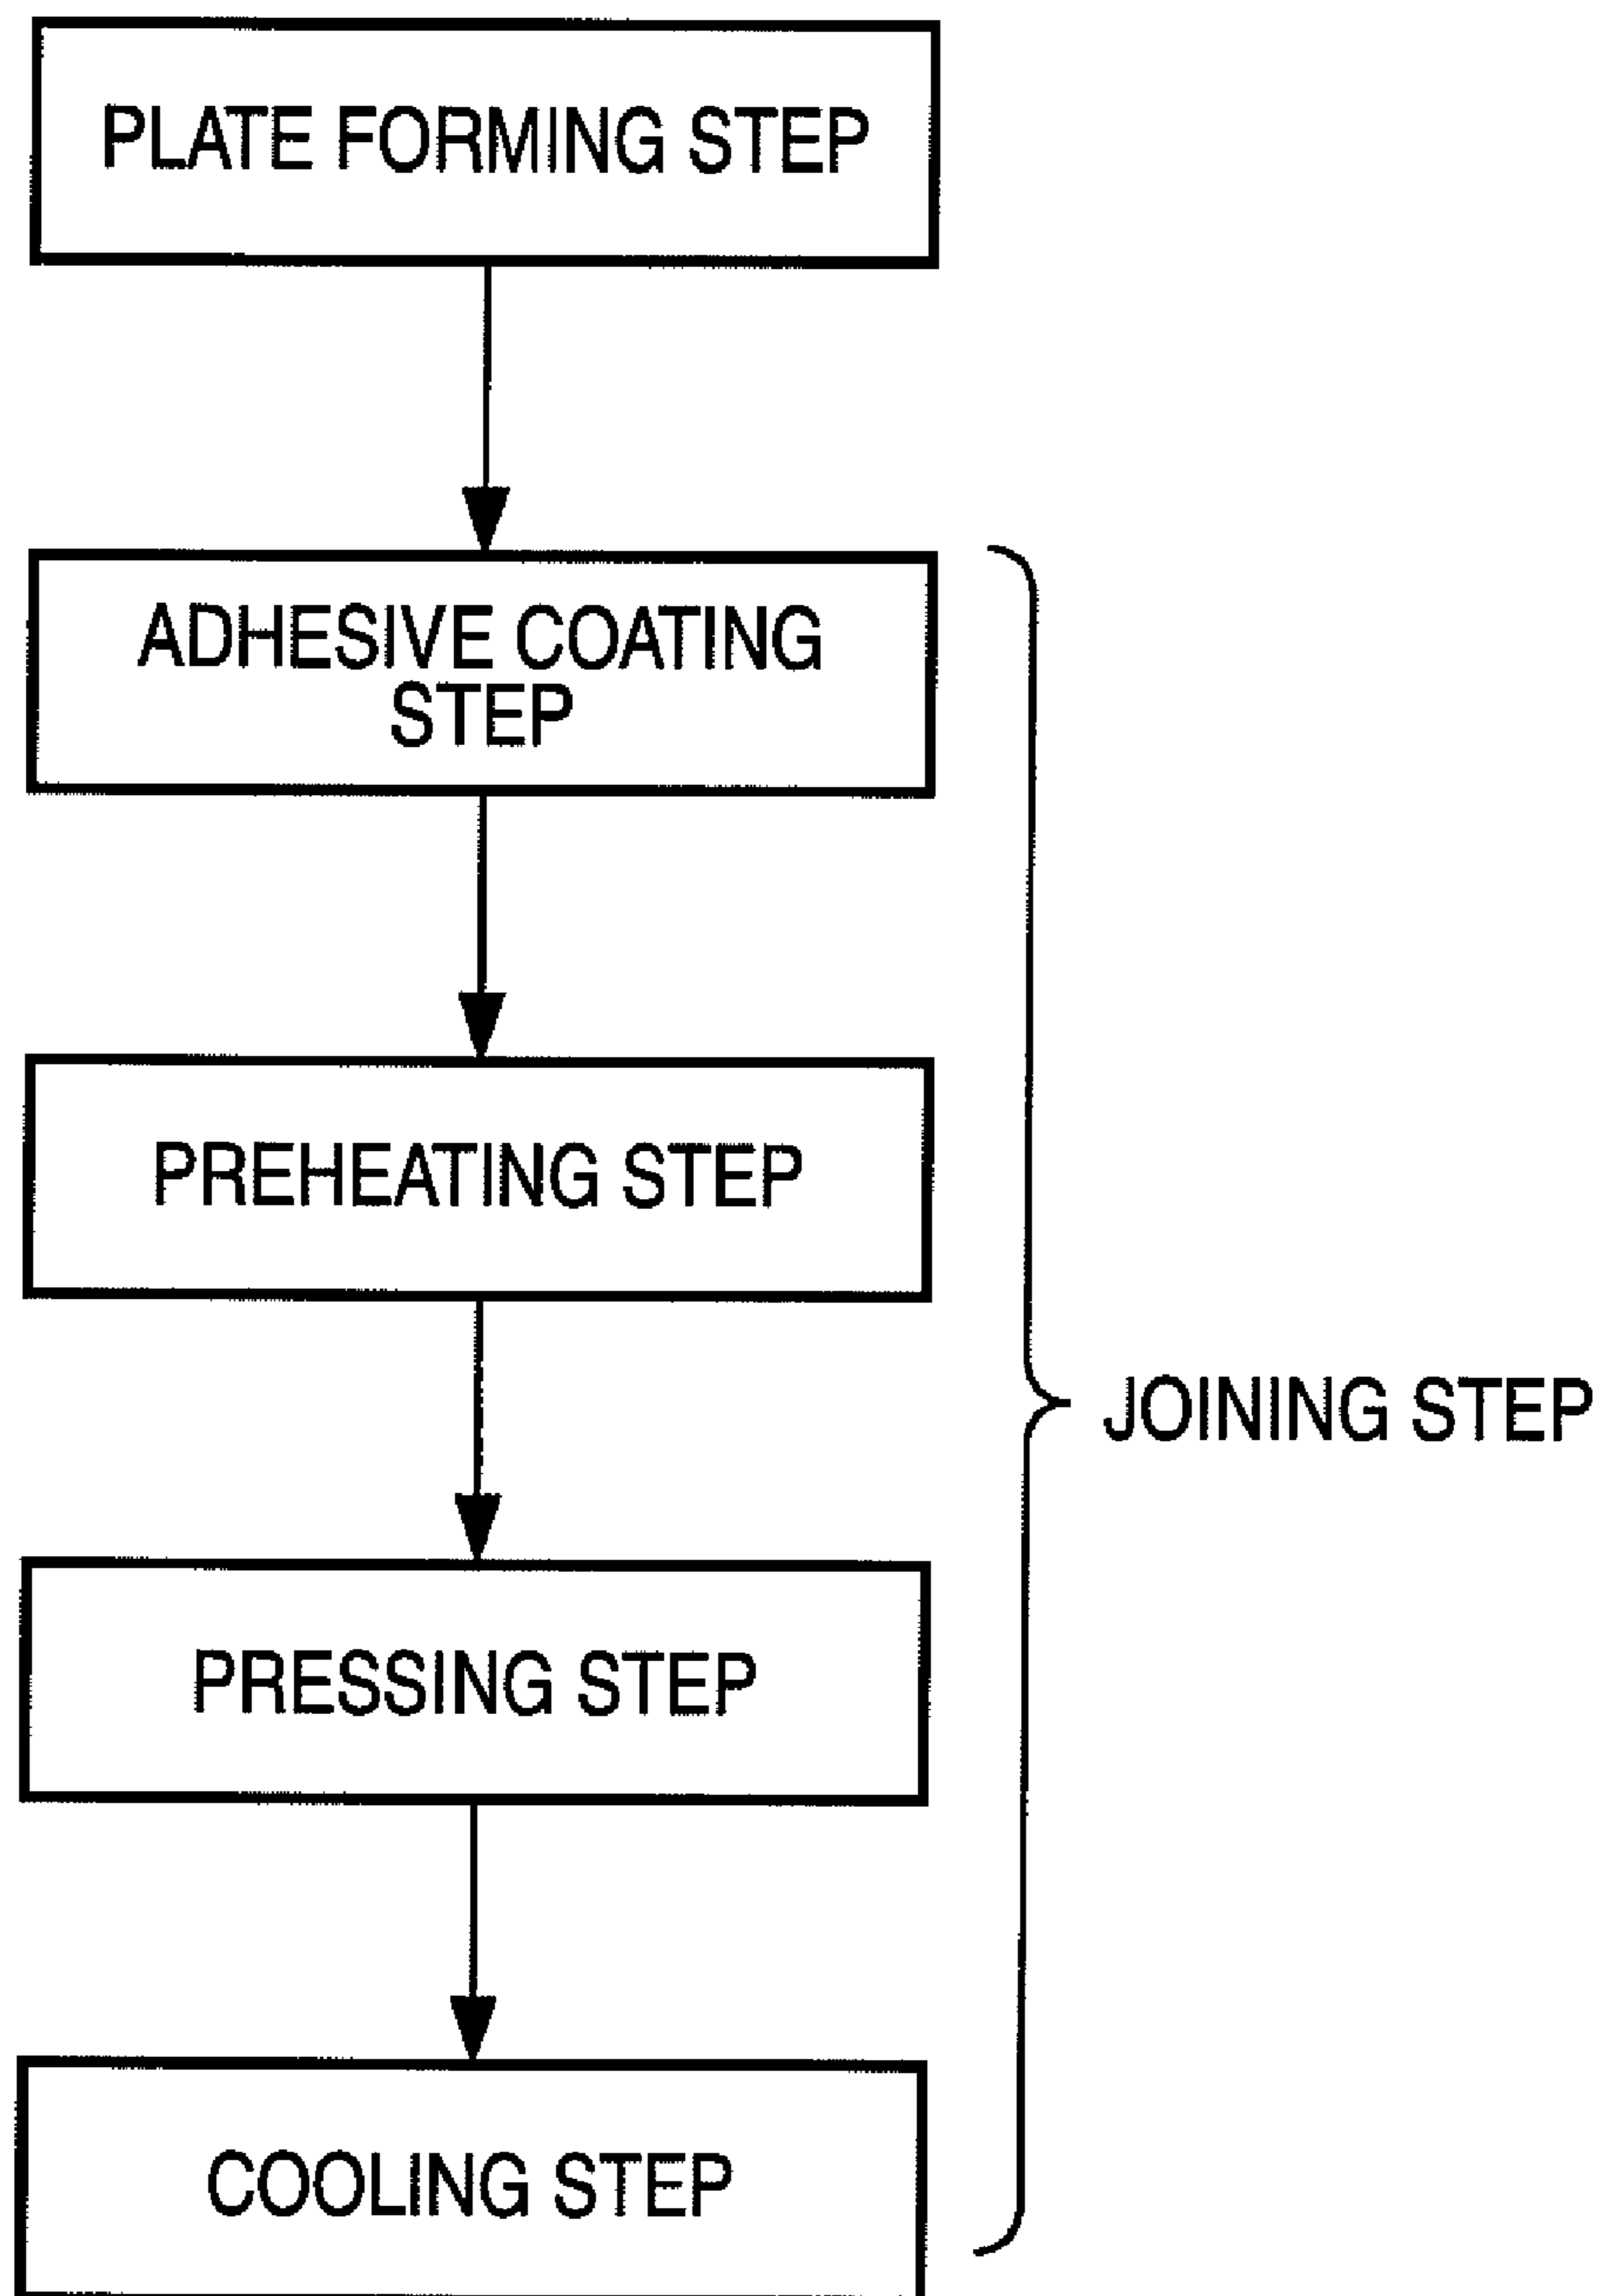 PLATE FORMING STEP
ADHESIVE COATING
STEP
PREHEATING STEP
JOINING STEP
PRESSING STEP
COOLING STEP